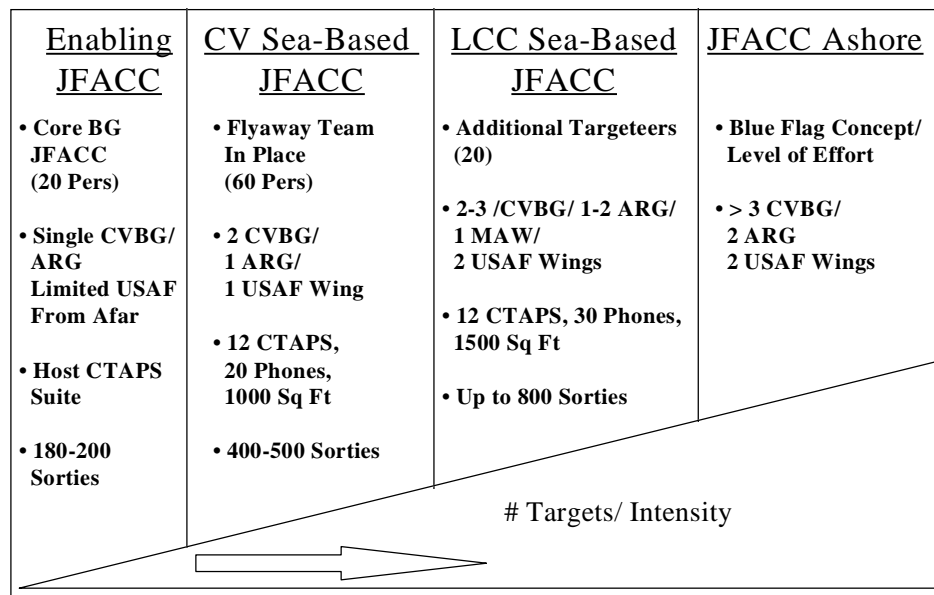 Enabling
JFACC
• Core BG
JFACC
(20 Pers)
• Single CVBG/
ARG
Limited USAF
From Afar
• Host CTAPS
Suite
• 180-200
Sorties
CV Sea-Based
JFACC
• Flyaway Team
In Place
(60 Pers)
• 2 CVBG/
1 ARG/
1 USAF Wing
• 12 CTAPS,
20 Phones,
1000 Sq Ft
• 400-500 Sorties
LCC Sea-Based
JFACC
• Additional Targeteers
(20)
• 2-3 /CVBG/ 1-2 ARG/
1 MAW/
2 USAF Wings
• 12 CTAPS, 30 Phones,
1500 Sq Ft
• Up to 800 Sorties
JFACC Ashore
• Blue Flag Concept/
Level of Effort
• > 3 CVBG/
2 ARG
2 USAF Wings
# Targets/ Intensity